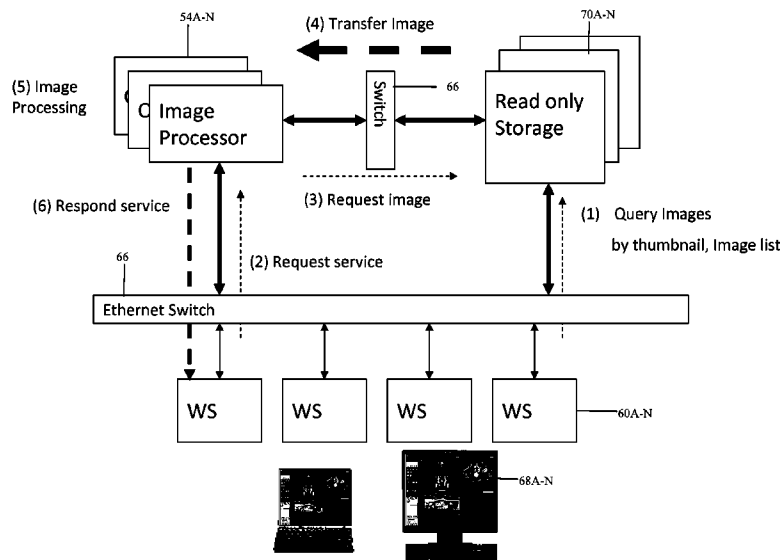 54A-N
(4) Transfer Image
70A-N
(5) Image
Processing
Image
Processor
Switch
66
Read only
Storage
(3) Request image
(6) Respond service
(1) Query Images
by thumbnail, Image list
(2) Request service
66
Ethernet Switch
WS
WS
WS
WS
60A-N
68A-N